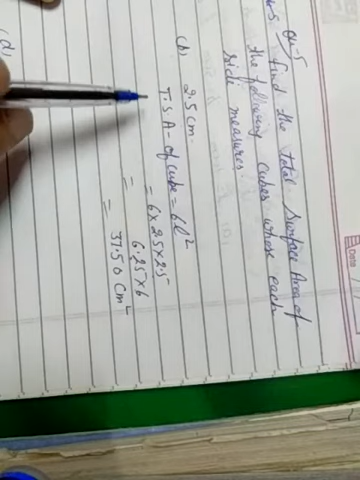 Date
Q-5 Find the total Surface Area of
the following cubes whose each
side measures.
(b) 2.5 cm.
T.S.A- of cube = 6l²
= 6×2.5×2.5
= 6.25×6
= 37.50 Cm²
(d)